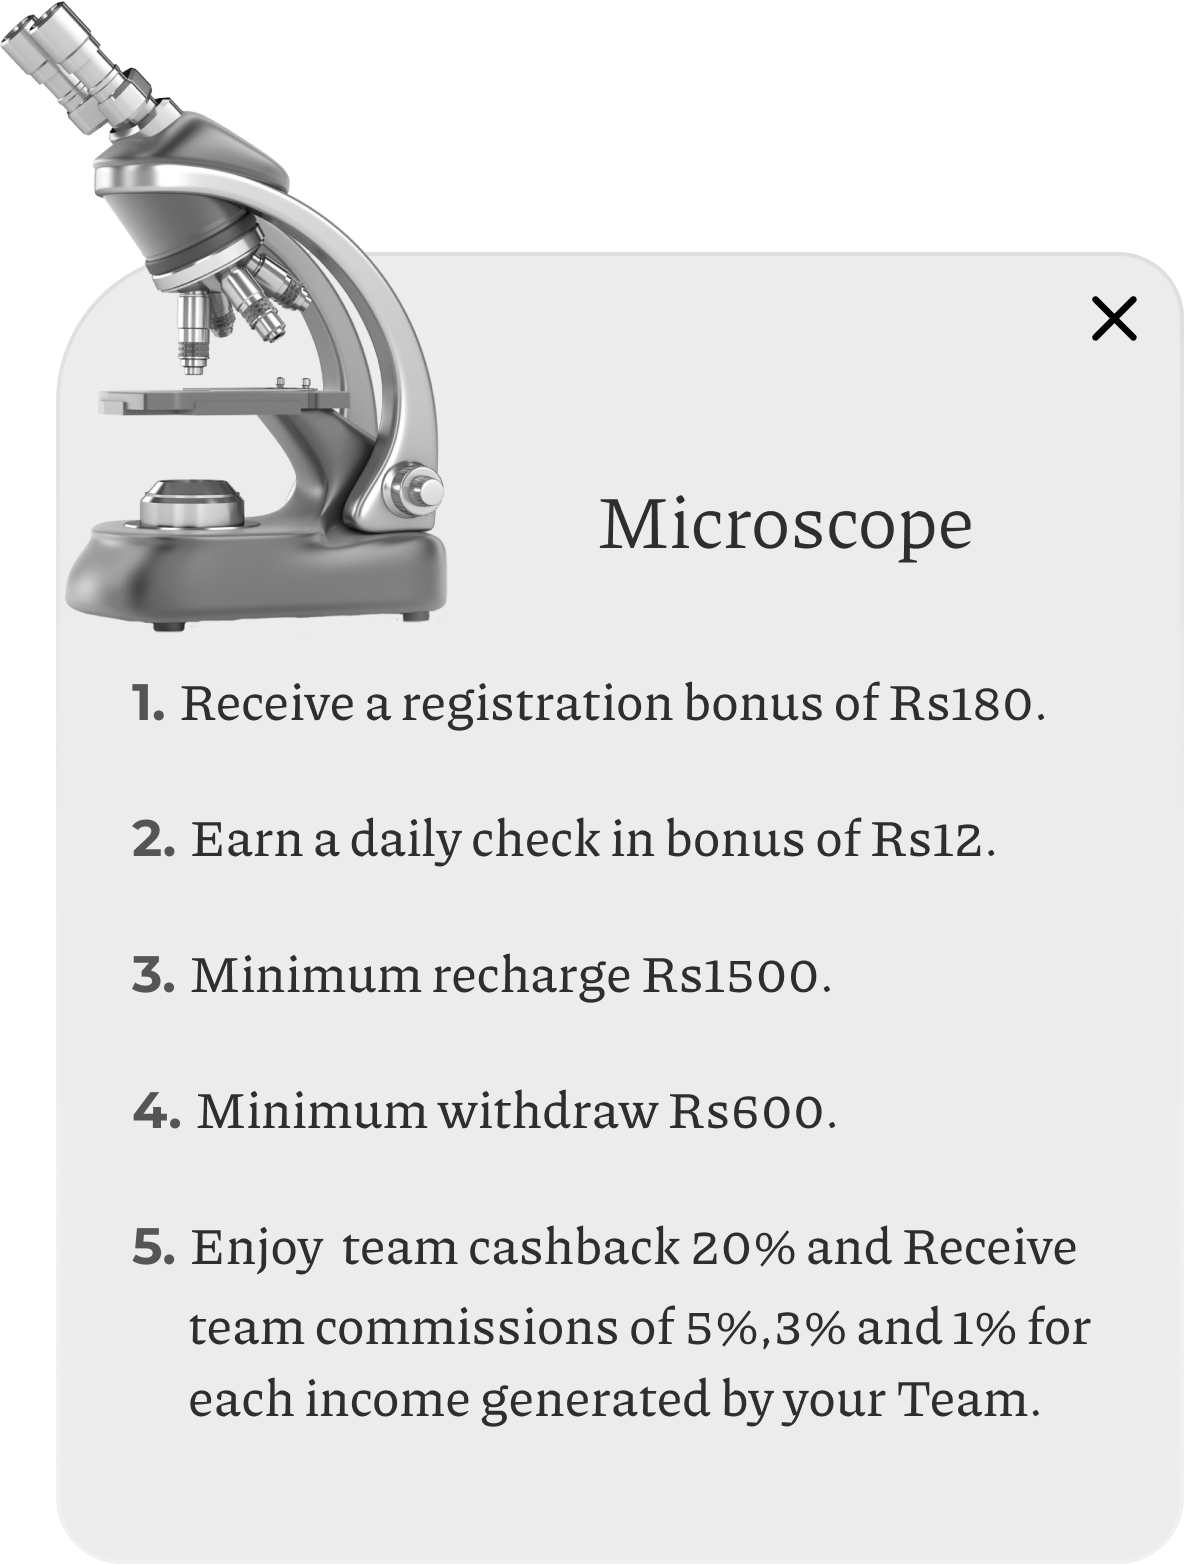 Microscope
1. Receive a registration bonus of Rs180.
2. Earn a daily check in bonus of Rs12.
3. Minimum recharge Rs1500.
4. Minimum withdraw Rs600.
5. Enjoy  team cashback 20% and Receive
team commissions of 5%,3% and 1% for
each income generated by your Team.